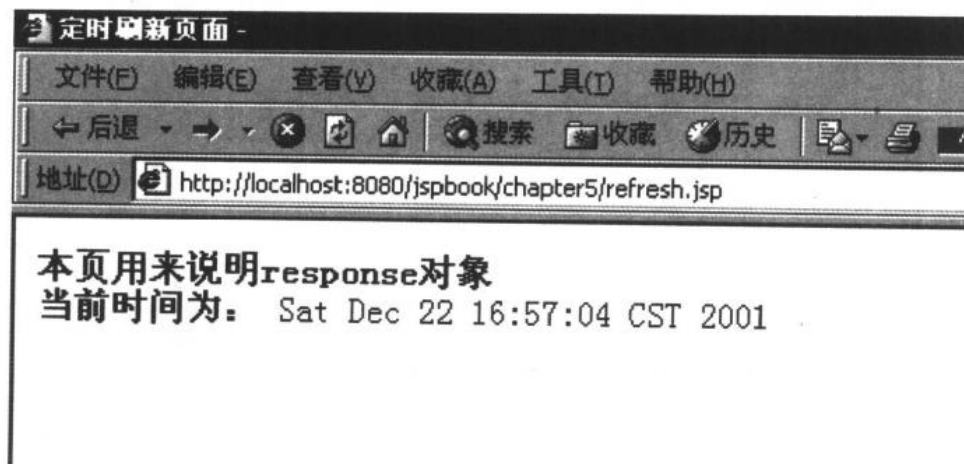 定时刷新页面 -
文件(F) 编辑(E) 查看(V) 收藏(A) 工具(T) 帮助(H)
后退 搜索 收藏 历史
地址(D) http://localhost:8080/jspbook/chapter5/refresh.jsp
本页用来说明response对象
当前时间为： Sat Dec 22 16:57:04 CST 2001